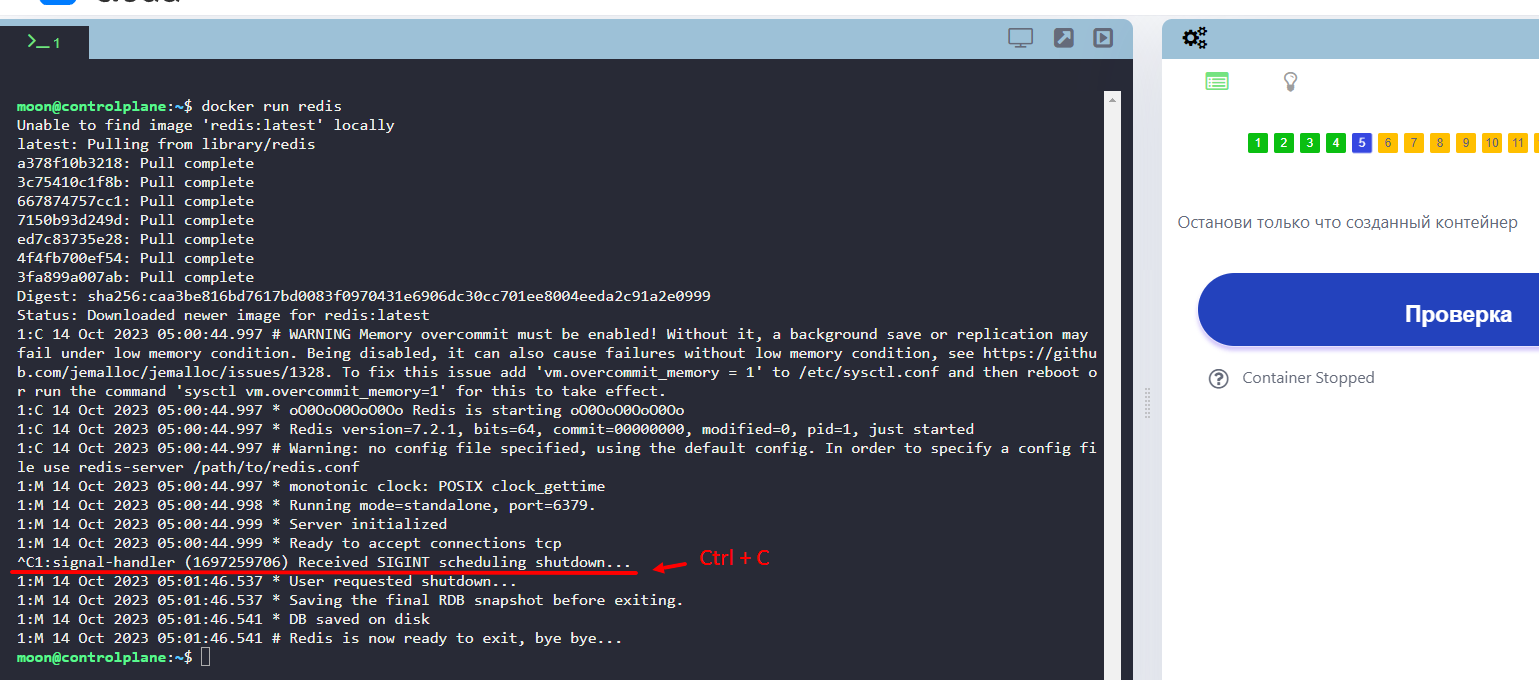 1
moon@controlplane:~$ docker run redis
Unable to find image 'redis:latest' locally
latest: Pulling from library/redis
a378f10b3218: Pull complete
3c75410c1f8b: Pull complete
667874757cc1: Pull complete
7150b93d249d: Pull complete
ed7c83735e28: Pull complete
4f4fb700ef54: Pull complete
3fa899a007ab: Pull complete
Digest: sha256:caa3be816bd7617bd0083f0970431e6906dc30cc701ee8004eeda2c91a2e0999
Status: Downloaded newer image for redis:latest
1:C 14 Oct 2023 05:00:44.997 # WARNING Memory overcommit must be enabled! Without it, a background save or replication may
fail under low memory condition. Being disabled, it can also cause failures without low memory condition, see https://githu
b.com/jemalloc/jemalloc/issues/1328. To fix this issue add 'vm.overcommit_memory = 1' to /etc/sysctl.conf and then reboot o
r run the command 'sysctl vm.overcommit_memory=1' for this to take effect.
1:C 14 Oct 2023 05:00:44.997 * oO0OoO0OoO0Oo Redis is starting oO0OoO0OoO0Oo
1:C 14 Oct 2023 05:00:44.997 * Redis version=7.2.1, bits=64, commit=00000000, modified=0, pid=1, just started
1:C 14 Oct 2023 05:00:44.997 # Warning: no config file specified, using the default config. In order to specify a config fi
le use redis-server /path/to/redis.conf
1:M 14 Oct 2023 05:00:44.997 * monotonic clock: POSIX clock_gettime
1:M 14 Oct 2023 05:00:44.998 * Running mode=standalone, port=6379.
1:M 14 Oct 2023 05:00:44.999 * Server initialized
1:M 14 Oct 2023 05:00:44.999 * Ready to accept connections tcp
^C1:signal-handler (1697259706) Received SIGINT scheduling shutdown...
Ctrl + C
1:M 14 Oct 2023 05:01:46.537 * User requested shutdown...
1:M 14 Oct 2023 05:01:46.537 * Saving the final RDB snapshot before exiting.
1:M 14 Oct 2023 05:01:46.541 * DB saved on disk
1:M 14 Oct 2023 05:01:46.541 # Redis is now ready to exit, bye bye...
moon@controlplane:~$
1 2 3 4 5 6 7 8 9 10 11
Останови только что созданный контейнер
Проверка
Container Stopped